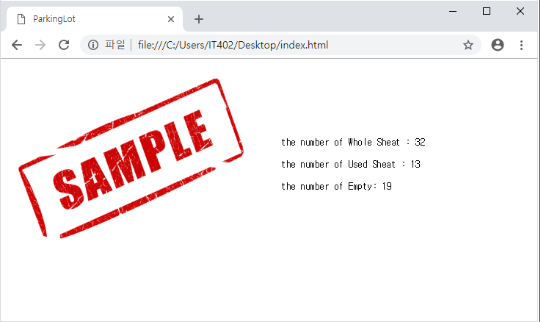 ParkingLot
파일 | file:///C:/Users/IT402/Desktop/index.html
SAMPLE
the number of Whole Sheat : 32
the number of Used Sheat : 13
the number of Empty: 19